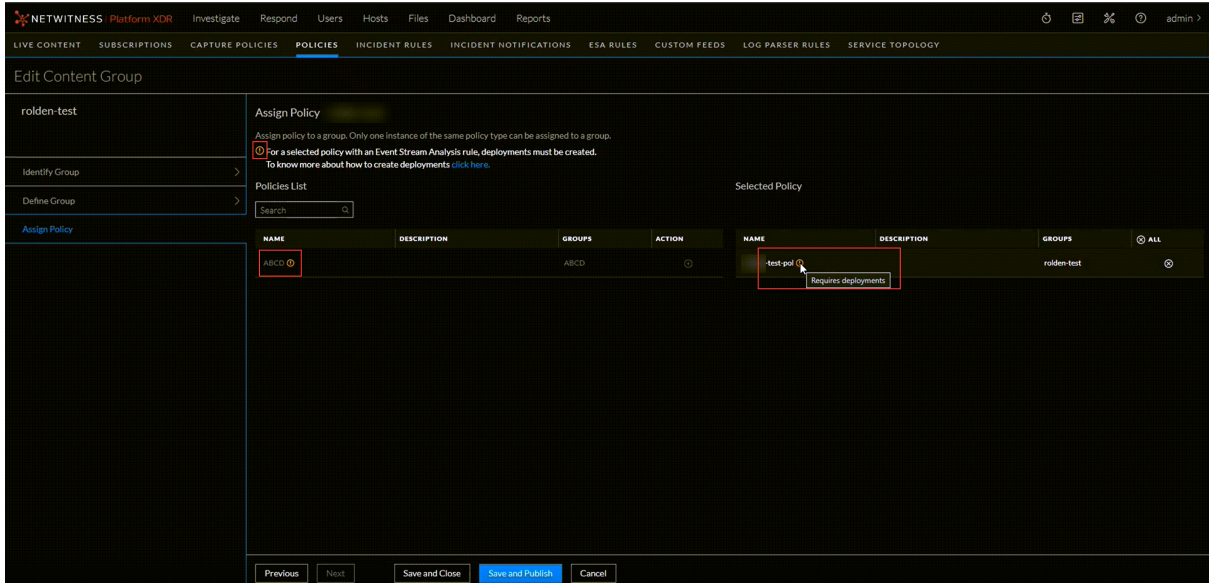 NETWITNESS Platform XDR Investigate Respond Users Hosts Files Dashboard Reports admin >
LIVE CONTENT SUBSCRIPTIONS CAPTURE POLICIES POLICIES INCIDENT RULES INCIDENT NOTIFICATIONS ESA RULES CUSTOM FEEDS LOG PARSER RULES SERVICE TOPOLOGY
Edit Content Group
rolden-test
Identify Group
Define Group
Assign Policy
Assign Policy
Assign policy to a group. Only one instance of the same policy type can be assigned to a group.
For a selected policy with an Event Stream Analysis rule, deployments must be created.
To know more about how to create deployments click here.
Policies List
Search
NAME DESCRIPTION GROUPS ACTION
ABCD ABCD
Selected Policy
NAME DESCRIPTION GROUPS ALL
-test-pol rolden-test
Requires deployments
Previous Next Save and Close Save and Publish Cancel